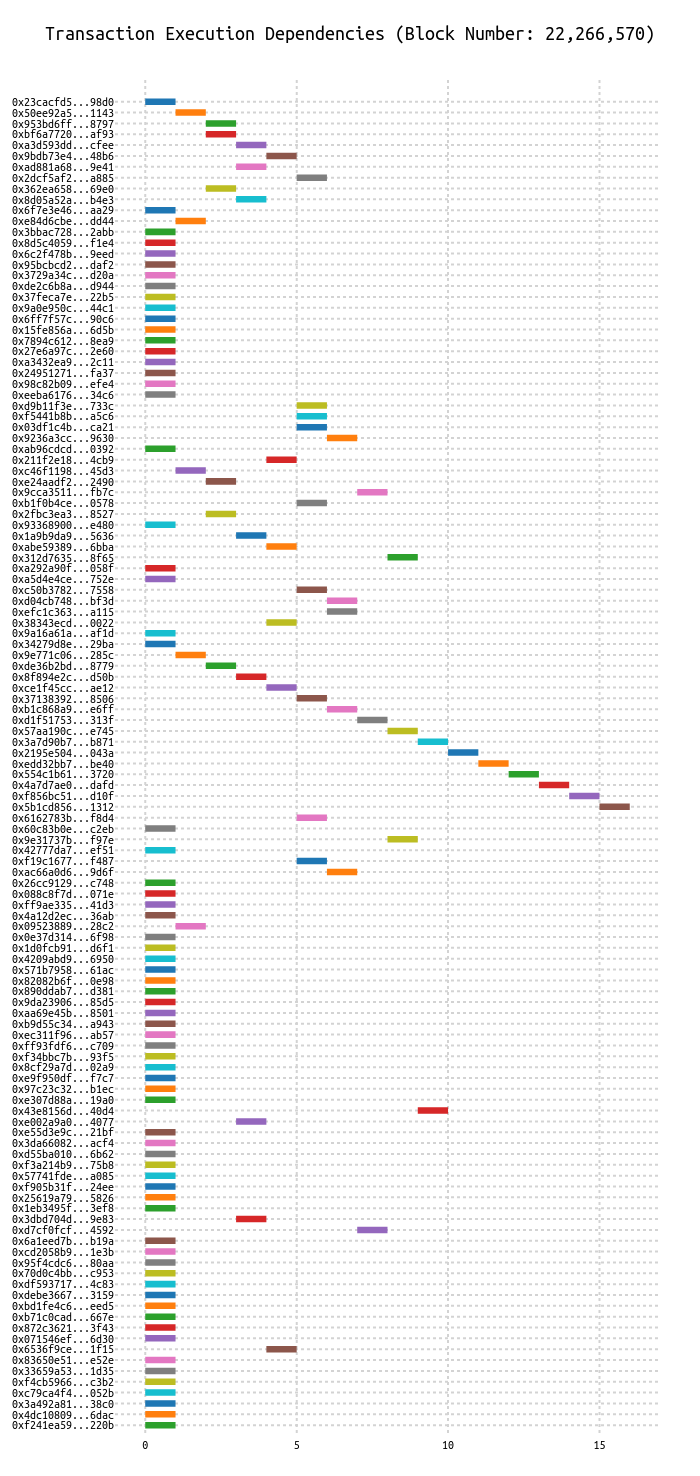 Transaction Execution Dependencies (Block Number: 22,266,570)
0x23cacfd5...98d0
0x50ee92a5...1143
0x953bd6ff...8797
0xbf6a7720...af93
0xa3d593dd...cfee
0x9bdb73e4...48b6
0xad881a68...9e41
0x2dcf5af2...a885
0x362ea658...69e0
0x8d05a52a...b4e3
0x6f7e3e46...aa29
0xe84d6cbe...dd44
0x3bbac728...2abb
0x8d5c4059...f1e4
0x6c2f478b...9eed
0x95bcbcd2...daf2
0x3729a34c...d20a
0xde2c6b8a...d944
0x37feca7e...22b5
0x9a0e950c...44c1
0x6ff7f57c...90c6
0x15fe856a...6d5b
0x7894c612...8ea9
0x27e6a97c...2e60
0xa3432ea9...2c11
0x24951271...fa37
0x98c82b09...efe4
0xeeba6176...34c6
0xd9b11f3e...733c
0xf5441b8b...a5c6
0x03df1c4b...ca21
0x9236a3cc...9630
0xab96cdcd...0392
0x211f2e18...4cb9
0xc46f1198...45d3
0xe24aadf2...2490
0x9cca3511...fb7c
0xb1f0b4ce...0578
0x2fbc3ea3...8527
0x93368900...e480
0x1a9b9da9...5636
0xabe59389...6bba
0x312d7635...8f65
0xa292a90f...058f
0xa5d4e4ce...752e
0xc50b3782...7558
0xd04cb748...bf3d
0xefc1c363...a115
0x38343ecd...0022
0x9a16a61a...af1d
0x34279d8e...29ba
0x9e771c06...285c
0xde36b2bd...8779
0x8f894e2c...d50b
0xce1f45cc...ae12
0x37138392...8506
0xb1c868a9...e6ff
0xd1f51753...313f
0x57aa190c...e745
0x3a7d90b7...b871
0x2195e504...043a
0xedd32bb7...be40
0x554c1b61...3720
0x4a7d7ae0...dafd
0xf856bc51...d10f
0x5b1cd856...1312
0x6162783b...f8d4
0x60c83b0e...c2eb
0x9e31737b...f97e
0x42777da7...ef51
0xf19c1677...f487
0xac66a0d6...9d6f
0x26cc9129...c748
0x088c8f7d...071e
0xff9ae335...41d3
0x4a12d2ec...36ab
0x09523889...28c2
0x0e37d314...6f98
0x1d0fcb91...d6f1
0x4209abd9...6950
0x571b7958...61ac
0x82082b6f...0e98
0x890ddab7...d381
0x9da23906...85d5
0xaa69e45b...8501
0xb9d55c34...a943
0xec311f96...ab57
0xff93fdf6...c709
0xf34bbc7b...93f5
0x8cf29a7d...02a9
0xe9f950df...f7c7
0x97c23c32...b1ec
0xe307d88a...19a0
0x43e8156d...40d4
0xe002a9a0...4077
0xe55d3e9c...21bf
0x3da66082...acf4
0xd55ba010...6b62
0xf3a214b9...75b8
0x57741fde...a085
0xf905b31f...24ee
0x25619a79...5826
0x1eb3495f...3ef8
0x3dbd704d...9e83
0xd7cf0fcf...4592
0x6a1eed7b...b19a
0xcd2058b9...1e3b
0x95f4cdc6...80aa
0x70d0c4bb...c953
0xdf593717...4c83
0xdebe3667...3159
0xbd1fe4c6...eed5
0xb71c0cad...667e
0x872c3621...3f43
0x071546ef...6d30
0x6536f9ce...1f15
0x83650e51...e52e
0x33659a53...1d35
0xf4cb5966...c3b2
0xc79ca4f4...052b
0x3a492a81...38c0
0x4dc10809...6dac
0xf241ea59...220b
0 5 10 15